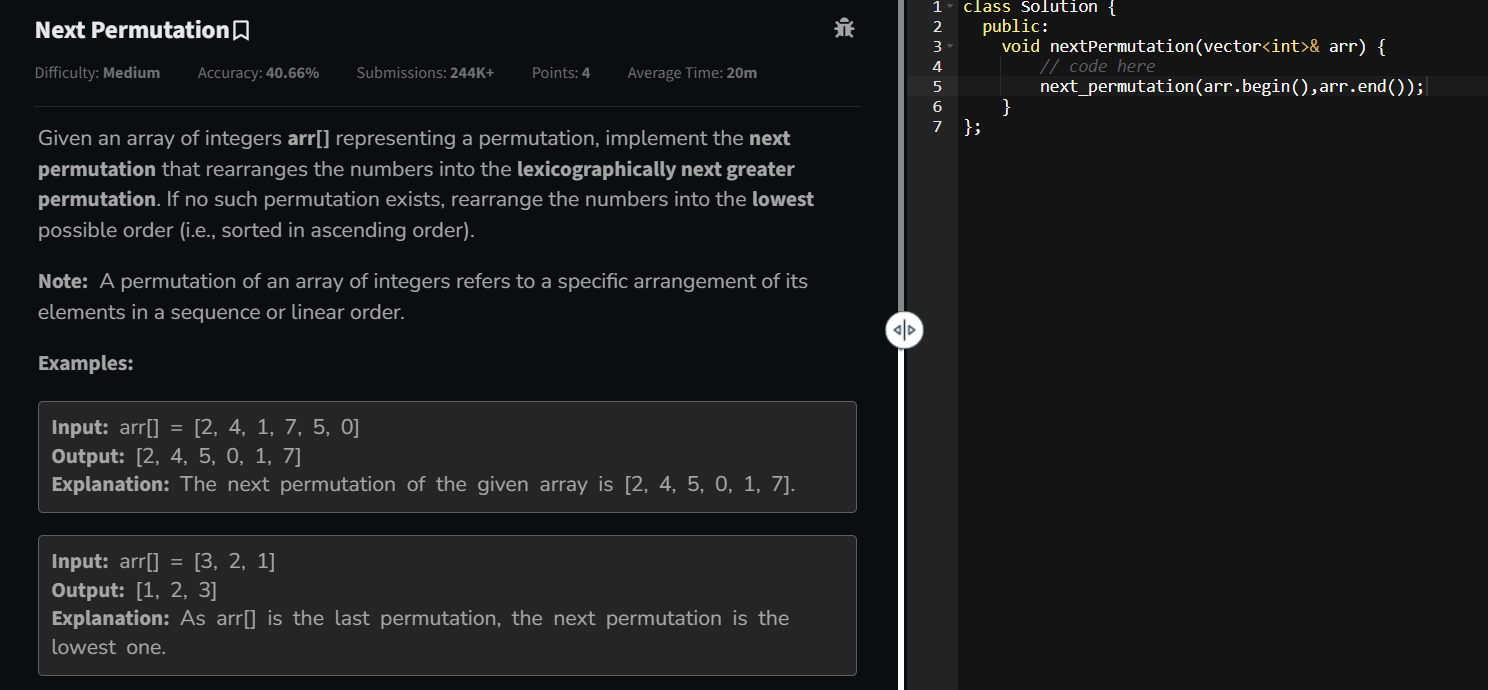 Next Permutation
Difficulty: Medium Accuracy: 40.66% Submissions: 244K+ Points: 4 Average Time: 20m
Given an array of integers arr[] representing a permutation, implement the next
permutation that rearranges the numbers into the lexicographically next greater
permutation. If no such permutation exists, rearrange the numbers into the lowest
possible order (i.e., sorted in ascending order).
Note: A permutation of an array of integers refers to a specific arrangement of its
elements in a sequence or linear order.
Examples:
Input: arr[] = [2, 4, 1, 7, 5, 0]
Output: [2, 4, 5, 0, 1, 7]
Explanation: The next permutation of the given array is [2, 4, 5, 0, 1, 7].
Input: arr[] = [3, 2, 1]
Output: [1, 2, 3]
Explanation: As arr[] is the last permutation, the next permutation is the
lowest one.
1 class Solution {
2   public:
3     void nextPermutation(vector<int>& arr) {
4         // code here
5         next_permutation(arr.begin(),arr.end());
6     }
7 };